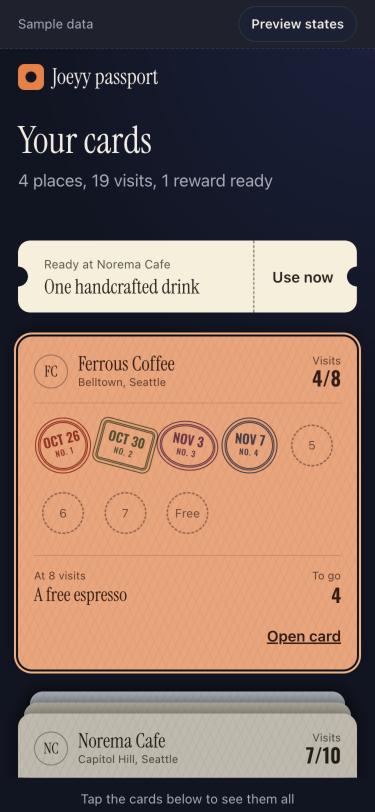 Sample data
Preview states
Joeyy passport
Your cards
4 places, 19 visits, 1 reward ready
Ready at Norema Cafe
One handcrafted drink
Use now
FC
Ferrous Coffee
Belltown, Seattle
Visits
4/8
OCT 26
NO. 1
OCT 30
NO. 2
NOV 3
NO. 3
NOV 7
NO. 4
5
6
7
Free
At 8 visits
A free espresso
To go
4
Open card
NC
Norema Cafe
Capitol Hill, Seattle
Visits
7/10
Tap the cards below to see them all